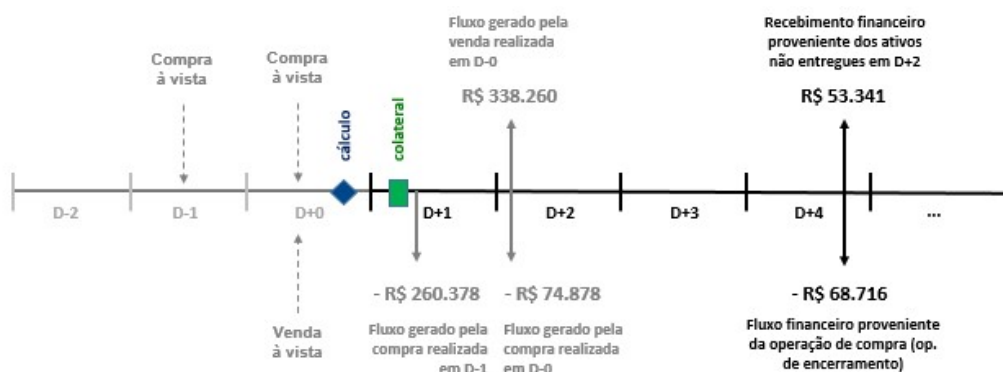 Fluxo gerado pela
venda realizada
em D-0
R$ 338.260
Recebimento financeiro
proveniente dos ativos
não entregues em D+2
R$ 53.341
Compra
à vista
Compra
à vista
cálculo
colateral
D-2
D-1
D+0
D+1
D+2
D+3
D+4
...
Venda
à vista
- R$ 260.378
Fluxo gerado pela
compra realizada
em D-1
- R$ 74.878
Fluxo gerado pela
compra realizada
em D-0
- R$ 68.716
Fluxo financeiro proveniente
da operação de compra (op.
de encerramento)